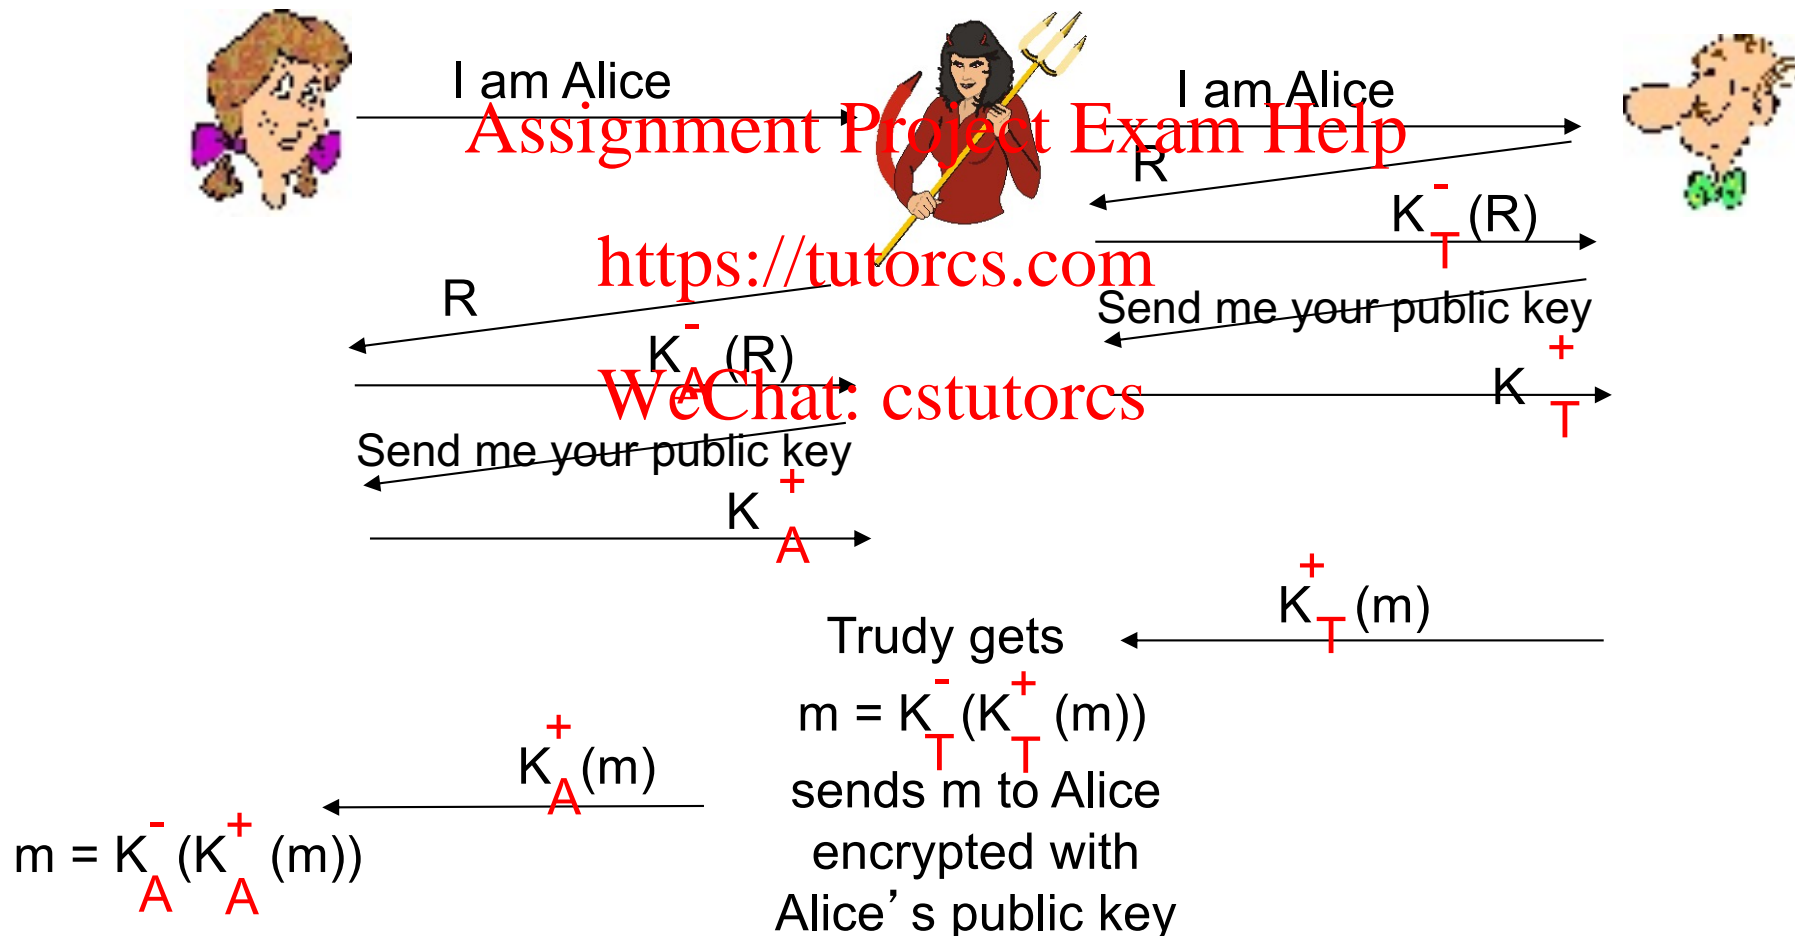 I am Alice
I am Alice
Assignment Project Exam Help
R
K-T(R)
https://tutorcs.com
R
Send me your public key
K-A(R)
K+T
WeChat: cstutorcs
Send me your public key
K+A
K+T(m)
Trudy gets
m = K-T(K+T(m))
K+A(m)
sends m to Alice
encrypted with
Alice’s public key
m = K-A(K+A(m))